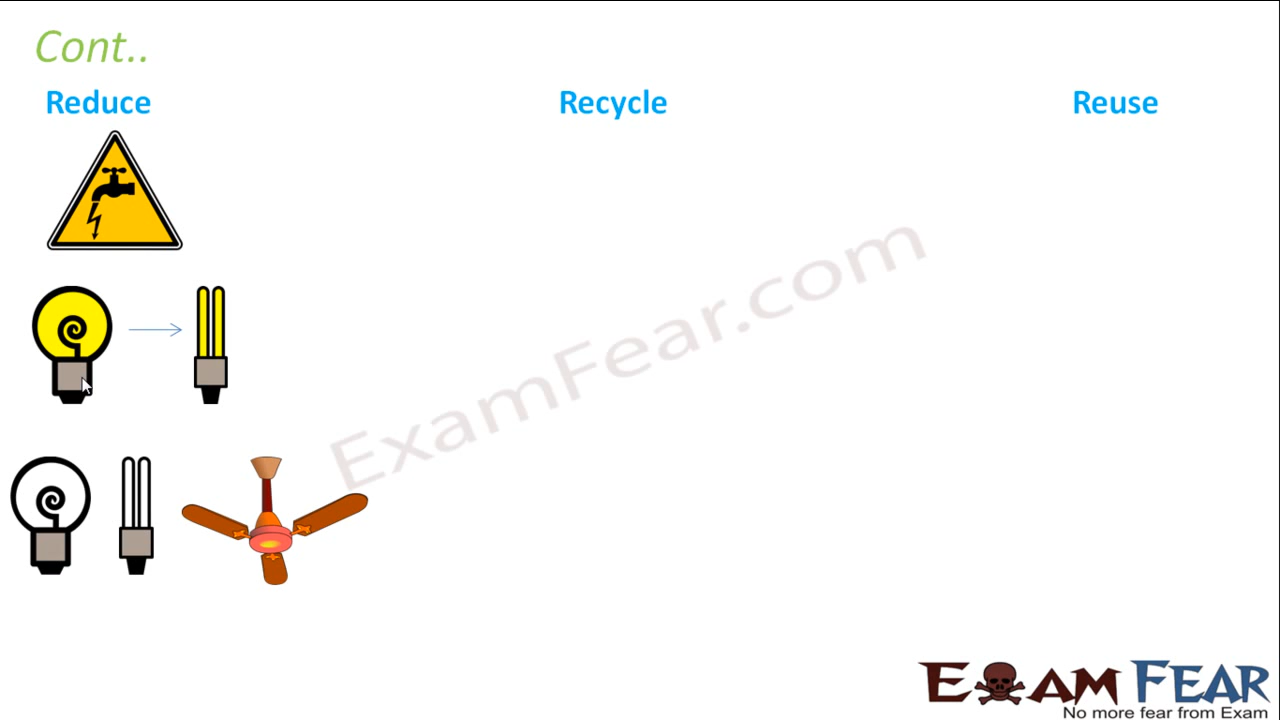 Cont..
Reduce
Recycle
Reuse
ExamFear.com
EXAM FEAR
No more fear from Exam